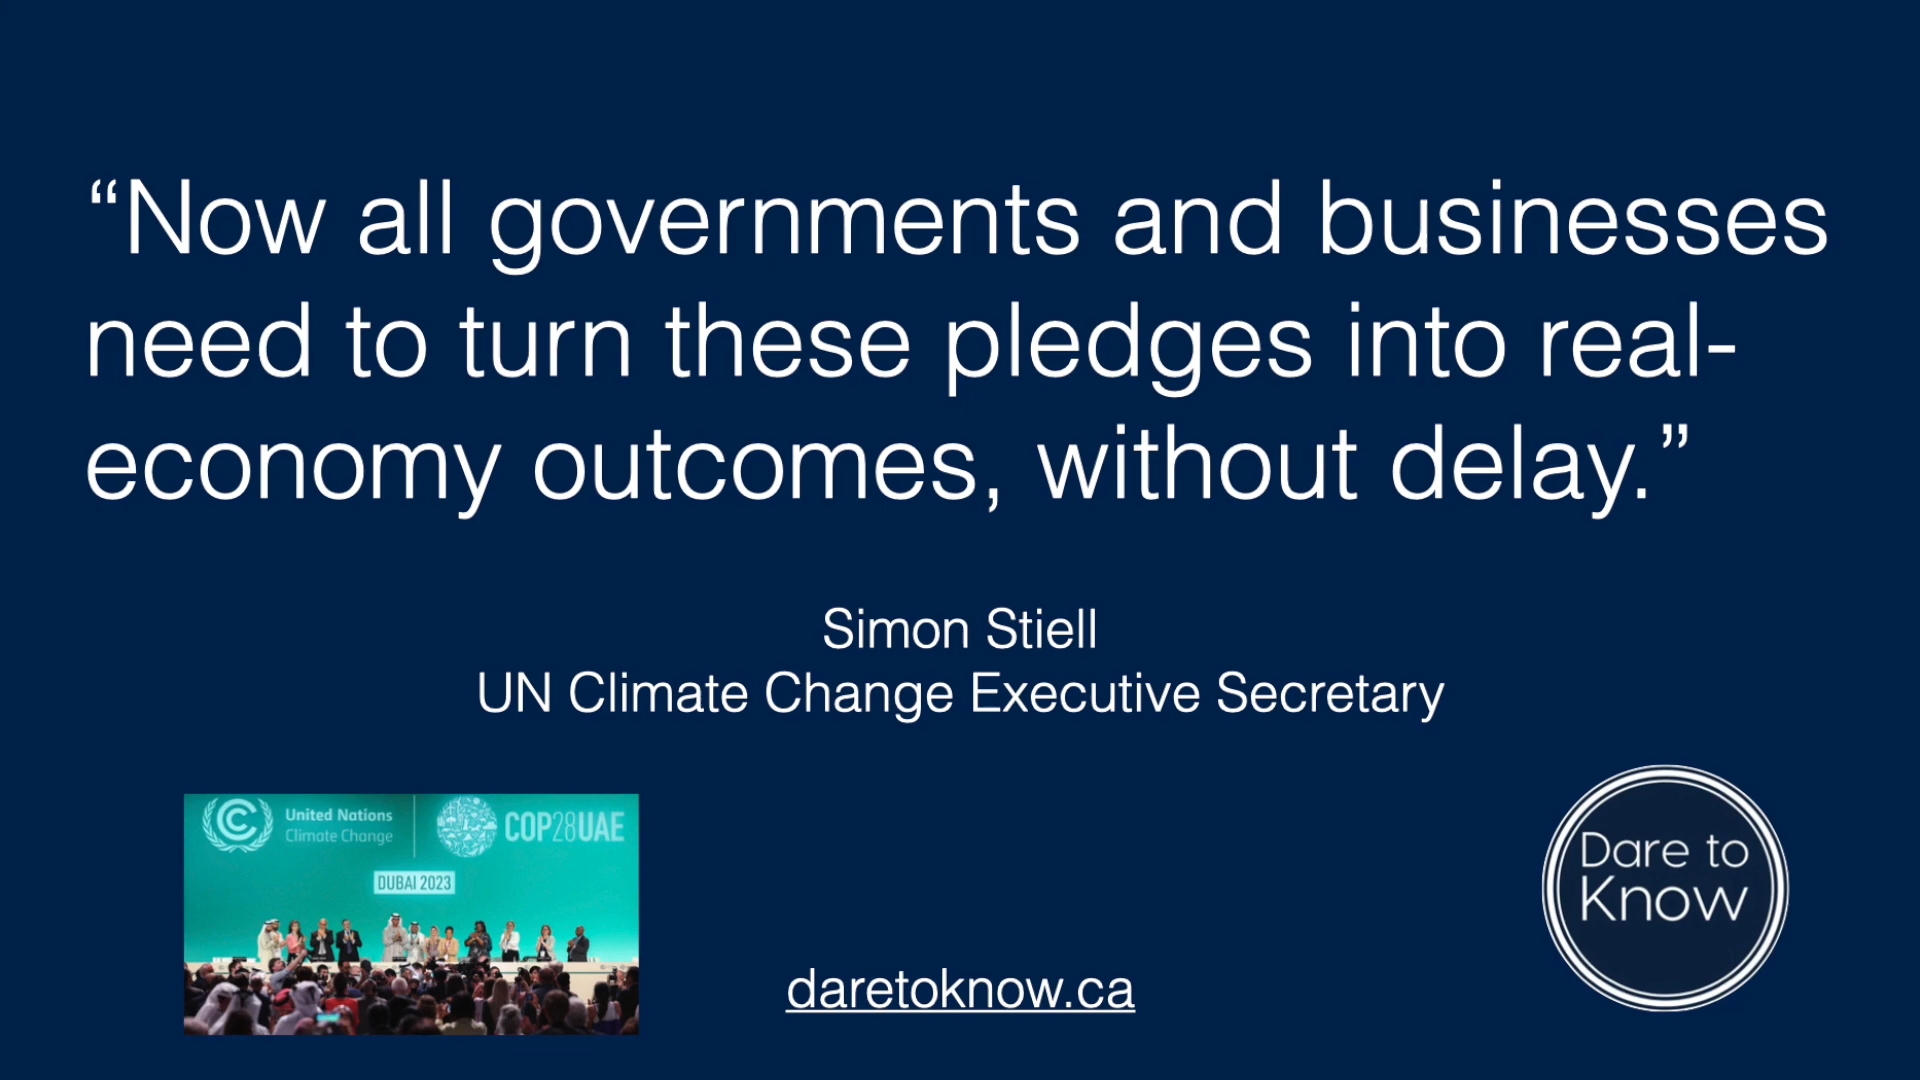 “Now all governments and businesses
need to turn these pledges into real-
economy outcomes, without delay.”
Simon Stiell
UN Climate Change Executive Secretary
United Nations
Climate Change
COP28UAE
DUBAI 2023
daretoknow.ca
Dare to
Know